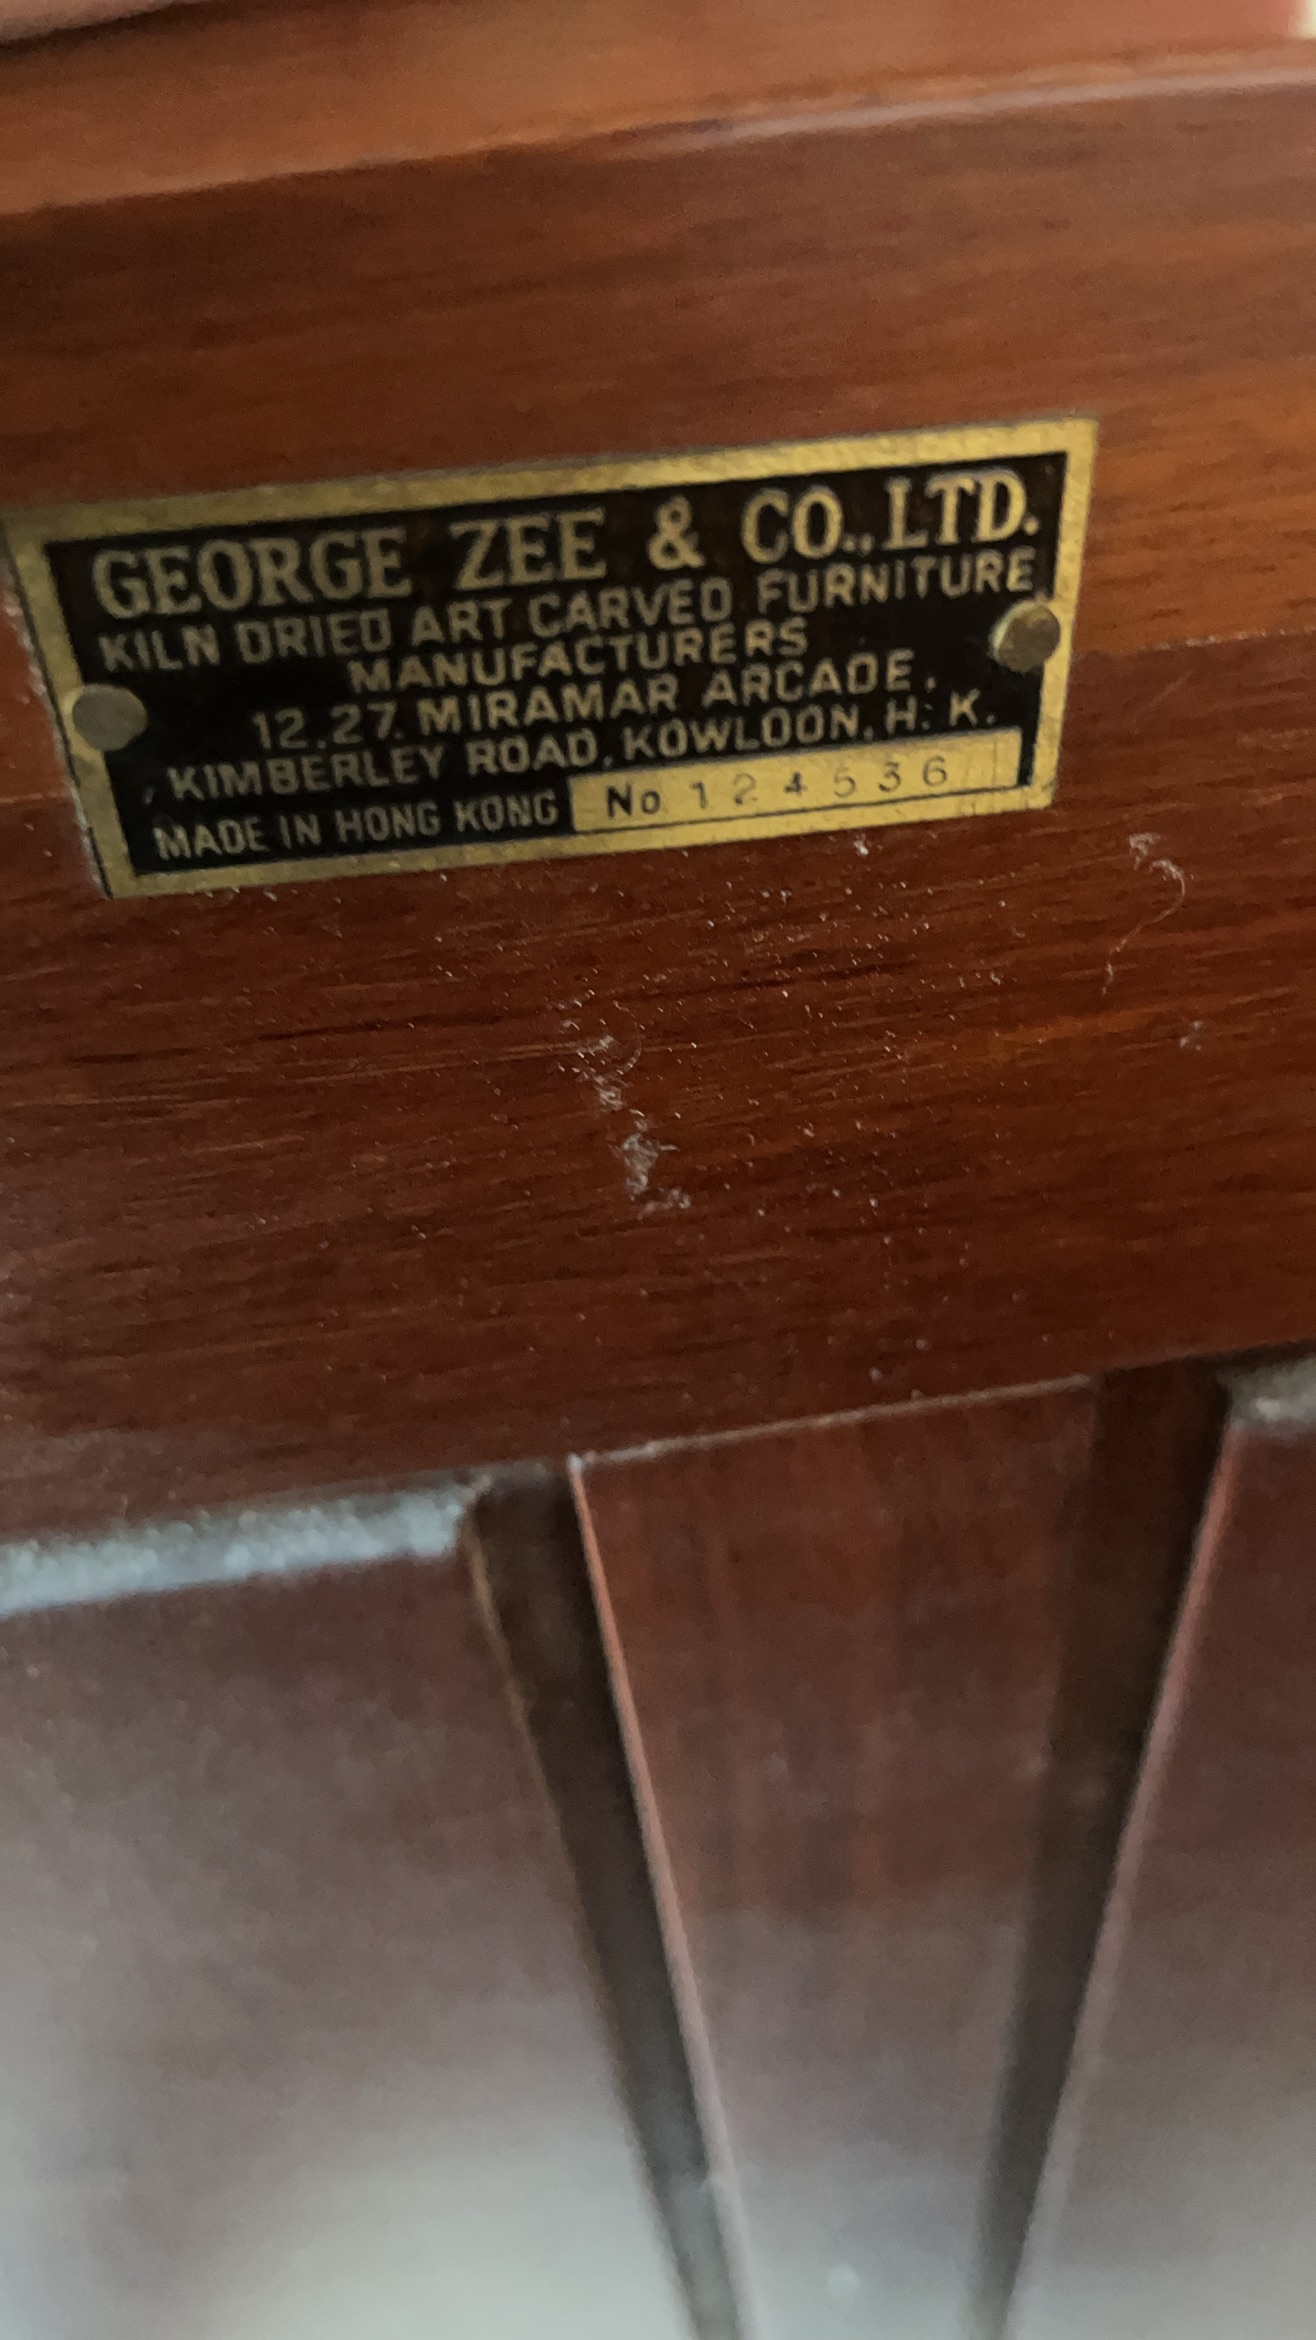 GEORGE ZEE & CO., LTD.
KILN DRIED ART CARVED FURNITURE
MANUFACTURERS
12.27. MIRAMAR ARCADE,
KIMBERLEY ROAD, KOWLOON, H. K.
MADE IN HONG KONG No. 124536